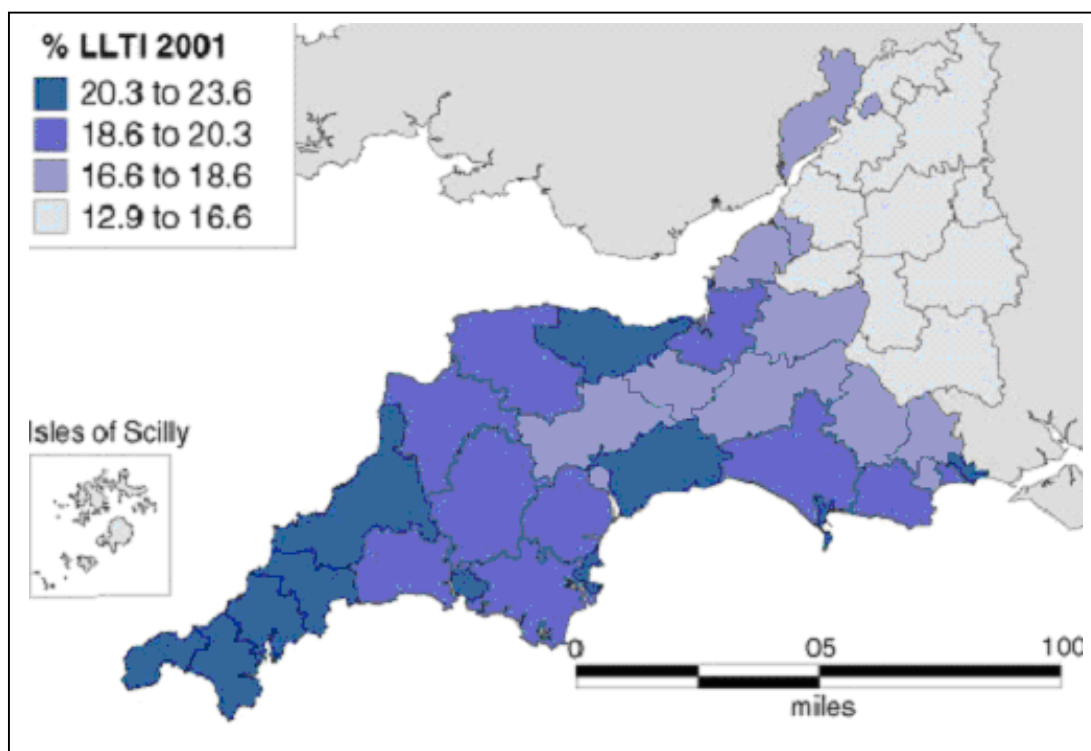 % LLTI 2001
20.3 to 23.6
18.6 to 20.3
16.6 to 18.6
12.9 to 16.6
Isles of Scilly
0 05 100
miles